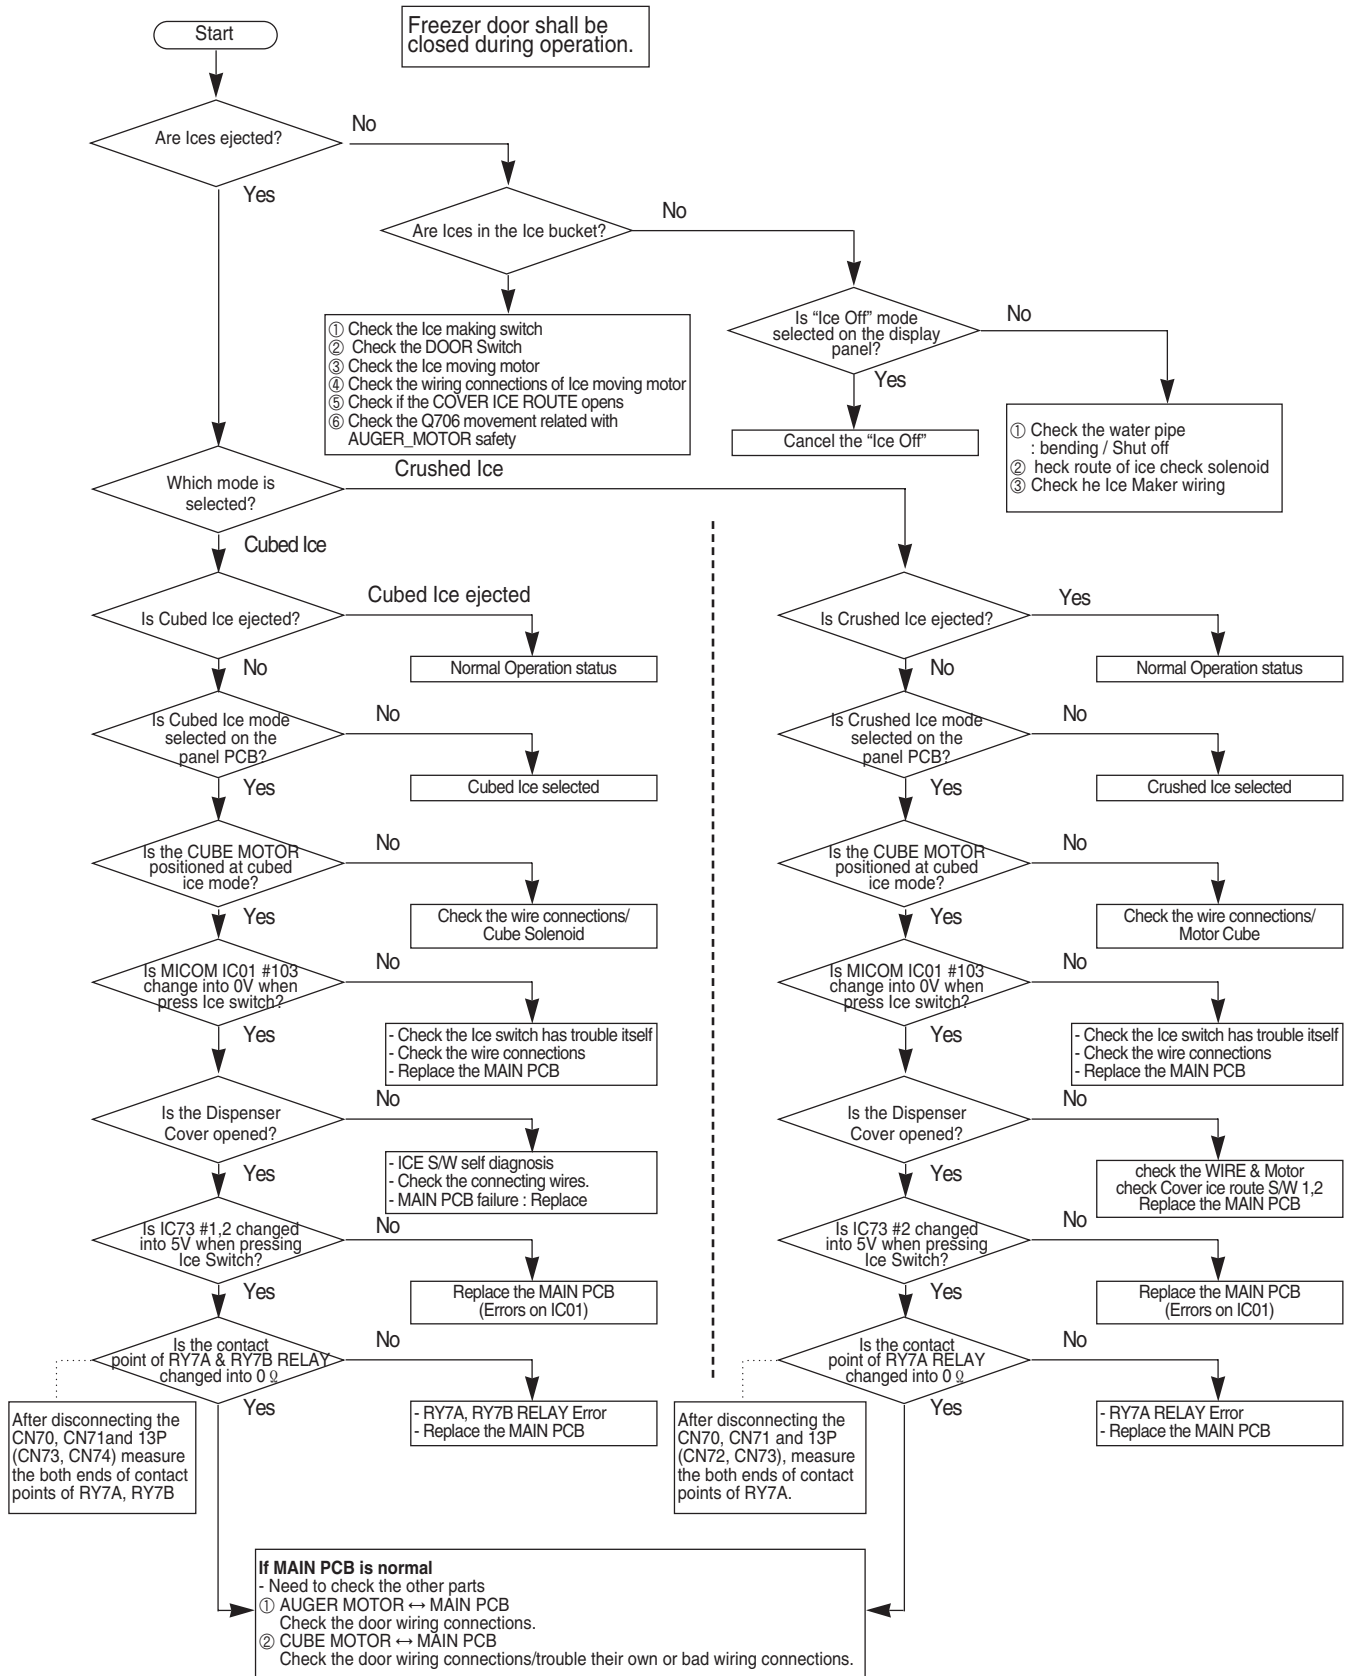 Start
Freezer door shall be
closed during operation.
Are Ices ejected?
No
Yes
Are Ices in the Ice bucket?
No
① Check the Ice making switch
② Check the DOOR Switch
③ Check the Ice moving motor
④ Check the wiring connections of Ice moving motor
⑤ Check if the COVER ICE ROUTE opens
⑥ Check the Q706 movement related with
AUGER_MOTOR safety
Is “Ice Off” mode
selected on the display
panel?
No
Yes
Cancel the “Ice Off”
① Check the water pipe
: bending / Shut off
② heck route of ice check solenoid
③ Check he Ice Maker wiring
Which mode is
selected?
Crushed Ice
Cubed Ice
Is Cubed Ice ejected?
Cubed Ice ejected
Normal Operation status
No
Is Cubed Ice mode
selected on the
panel PCB?
No
Cubed Ice selected
Yes
Is the CUBE MOTOR
positioned at cubed
ice mode?
No
Check the wire connections/
Cube Solenoid
Yes
Is MICOM IC01 #103
change into 0V when
press Ice switch?
No
- Check the Ice switch has trouble itself
- Check the wire connections
- Replace the MAIN PCB
Yes
Is the Dispenser
Cover opened?
No
- ICE S/W self diagnosis
- Check the connecting wires.
- MAIN PCB failure : Replace
Yes
Is IC73 #1,2 changed
into 5V when pressing
Ice Switch?
No
Replace the MAIN PCB
(Errors on IC01)
Yes
Is the contact
point of RY7A & RY7B RELAY
changed into 0 Ω
No
- RY7A, RY7B RELAY Error
- Replace the MAIN PCB
Yes
After disconnecting the
CN70, CN71and 13P
(CN73, CN74) measure
the both ends of contact
points of RY7A, RY7B
Is Crushed Ice ejected?
Yes
Normal Operation status
No
Is Crushed Ice mode
selected on the
panel PCB?
No
Crushed Ice selected
Yes
Is the CUBE MOTOR
positioned at cubed
ice mode?
No
Check the wire connections/
Motor Cube
Yes
Is MICOM IC01 #103
change into 0V when
press Ice switch?
No
- Check the Ice switch has trouble itself
- Check the wire connections
- Replace the MAIN PCB
Yes
Is the Dispenser
Cover opened?
No
check the WIRE & Motor
check Cover ice route S/W 1,2
Replace the MAIN PCB
Yes
Is IC73 #2 changed
into 5V when pressing
Ice Switch?
No
Replace the MAIN PCB
(Errors on IC01)
Yes
Is the contact
point of RY7A RELAY
changed into 0 Ω
No
- RY7A RELAY Error
- Replace the MAIN PCB
Yes
After disconnecting the
CN70, CN71 and 13P
(CN72, CN73), measure
the both ends of contact
points of RY7A.
If MAIN PCB is normal
- Need to check the other parts
① AUGER MOTOR ↔ MAIN PCB
Check the door wiring connections.
② CUBE MOTOR ↔ MAIN PCB
Check the door wiring connections/trouble their own or bad wiring connections.